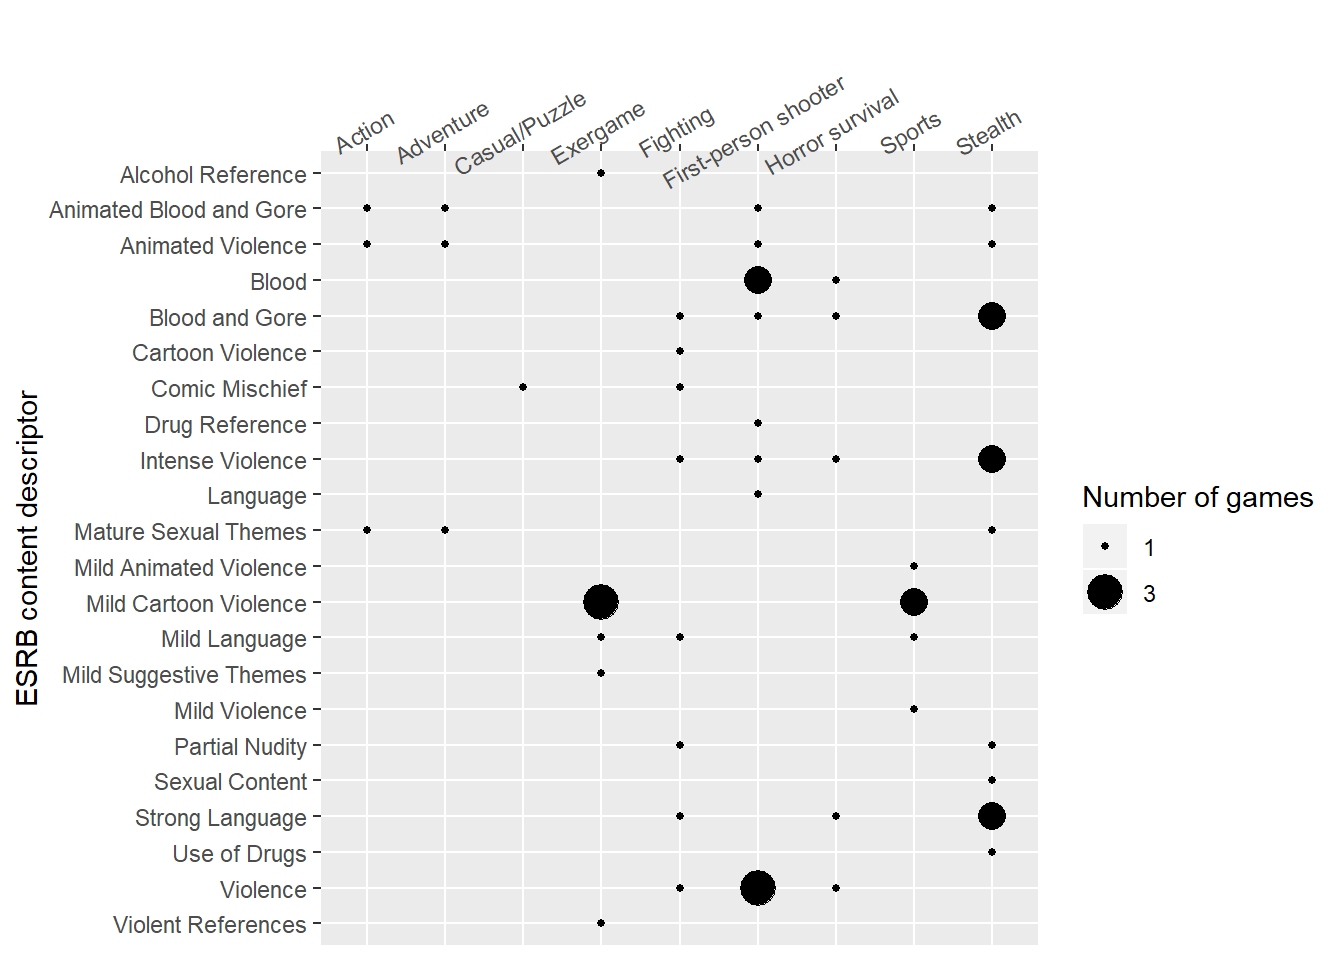 Action
Adventure
Casual/Puzzle
Exergame
Fighting
First-person shooter
Horror survival
Sports
Stealth
Alcohol Reference
Animated Blood and Gore
Animated Violence
Blood
Blood and Gore
Cartoon Violence
Comic Mischief
Drug Reference
Intense Violence
Language
Mature Sexual Themes
Mild Animated Violence
Mild Cartoon Violence
Mild Language
Mild Suggestive Themes
Mild Violence
Partial Nudity
Sexual Content
Strong Language
Use of Drugs
Violence
Violent References
ESRB content descriptor
Number of games
1
3